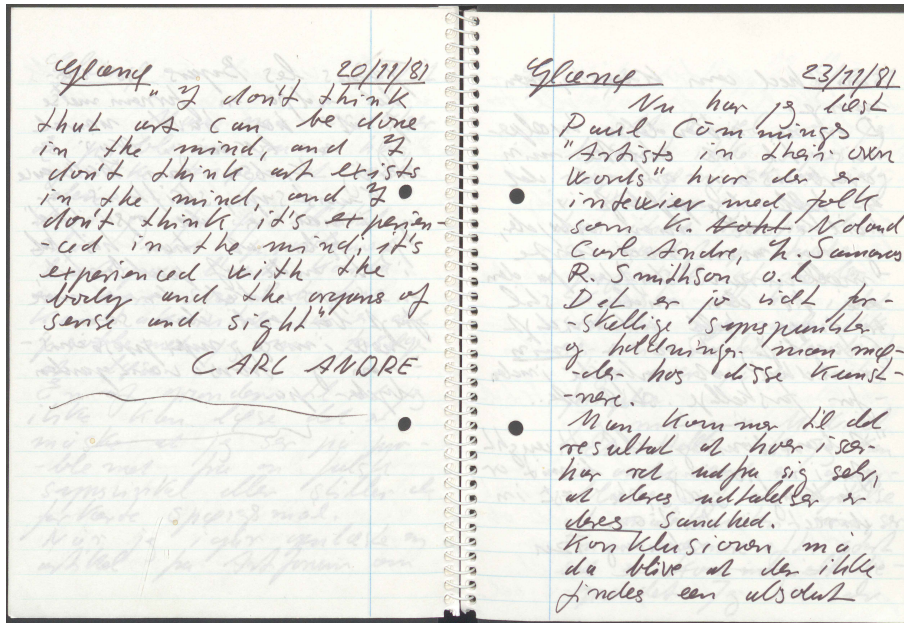 Gland 20/11/81
"I don't think
that art can be done
in the mind, and I
don't think art exists
in the mind, and I
don't think it's experien-
-ced in the mind; it's
experienced with the
body and the organs of
sense and sight"
CARL ANDRE
Gland 23/11/81
Nu har jeg læst
Paul Cummings
"Artists in their own
Words" hvor der er
interwier med folk
som K. Noland
Carl Andre, L. Samaras
R. Smithson o.l
Det er jo vidt for-
-skellige synspunkter
og holdninger man mø-
-der hos disse kunst-
-nere.
Man kommer til det
resultat at hver især
har ret udfra sig selv,
at deres udtalelser er
deres Sandhed.
Konklusionen må
da blive at der ikke
findes een absolut